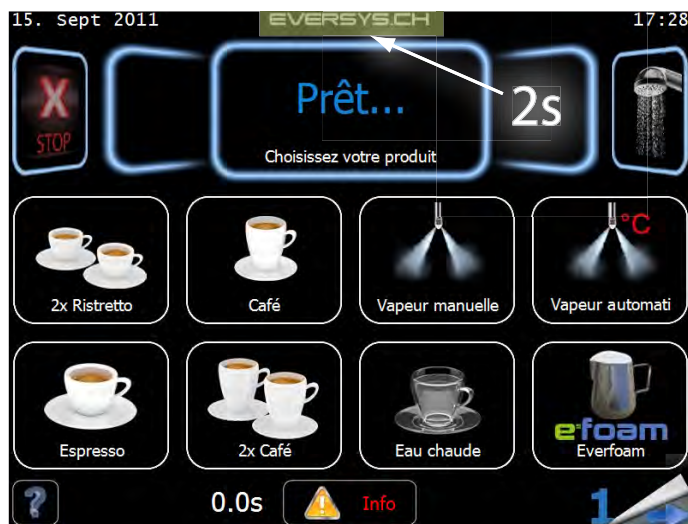 15. Sept 2011
EVERSYS.CH
17:28
X
STOP
Prêt...
2s
Choisissez votre produit
2x Ristretto
Café
Vapeur manuelle
°C
Vapeur automati
Espresso
2x Café
Eau chaude
e'foam
Everfoam
?
0.0s
!
Info
1